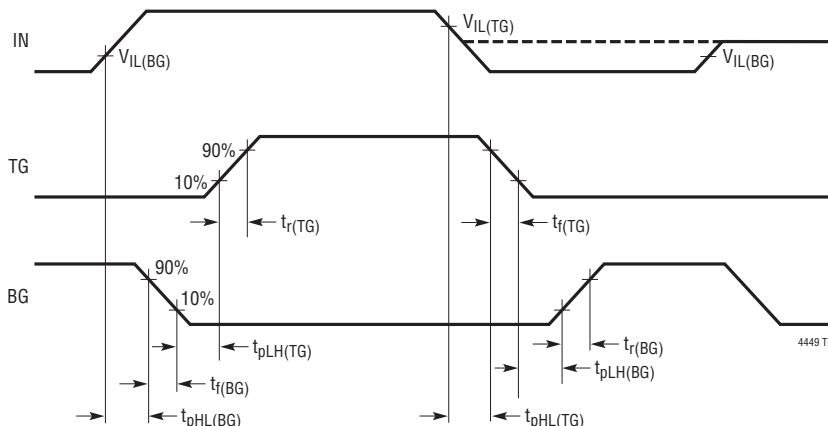 IN
V_IL(BG)
V_IL(TG)
V_IL(BG)
TG
90%
10%
t_r(TG)
t_f(TG)
BG
90%
10%
t_r(BG)
4449 T
t_pLH(TG)
t_pLH(BG)
t_f(BG)
t_pHL(BG)
t_pHL(TG)